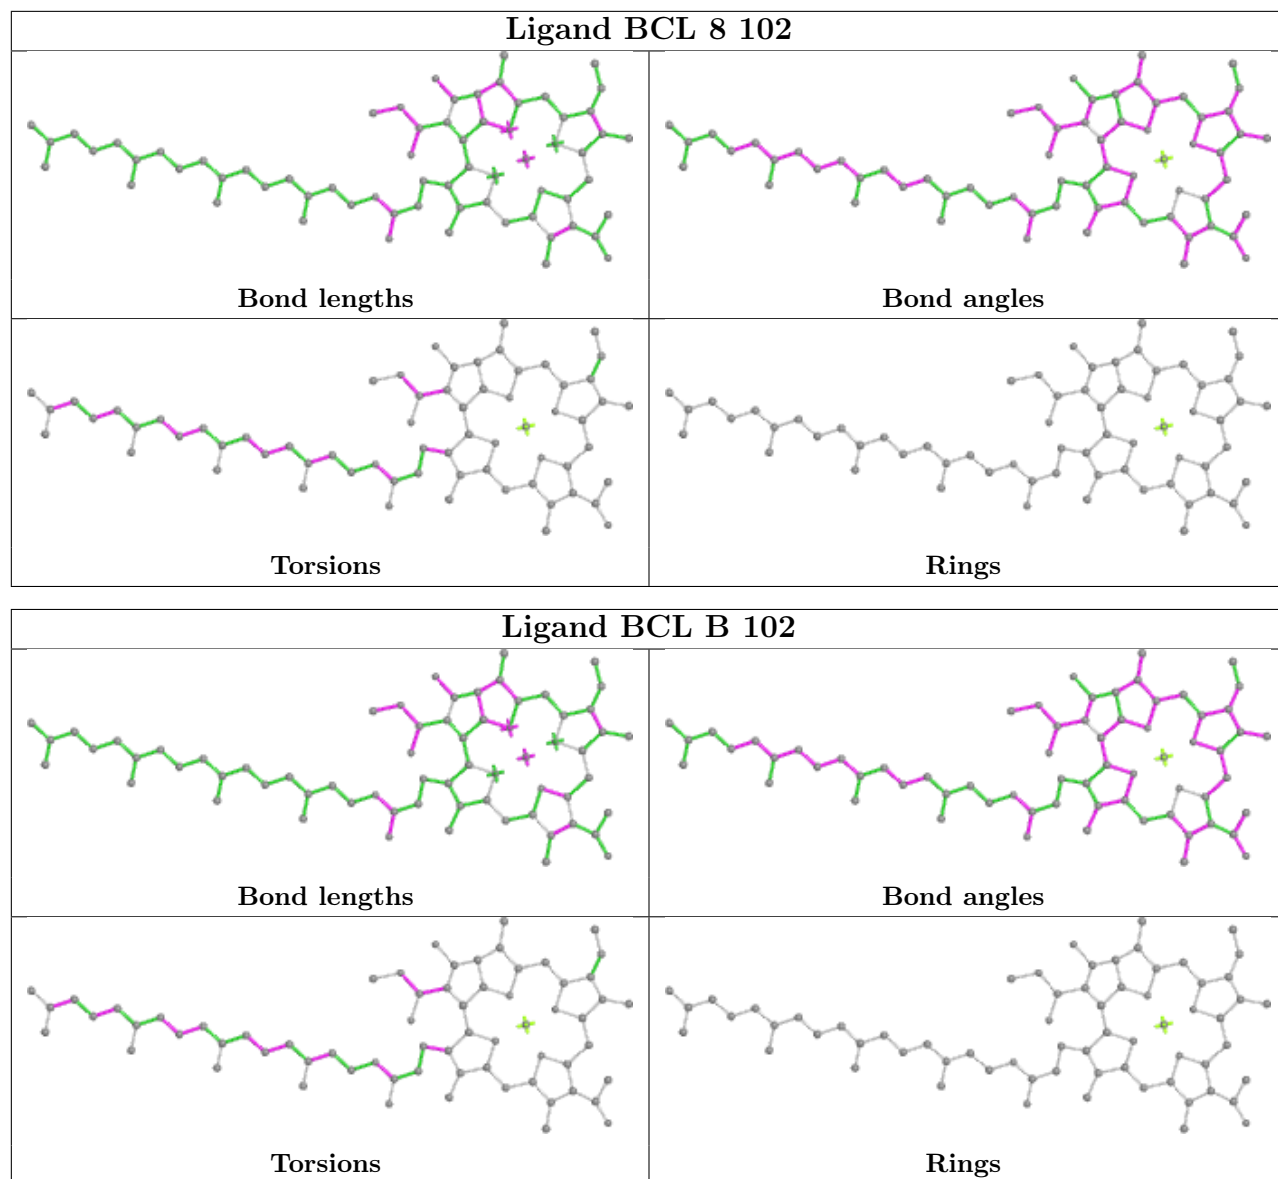 Ligand BCL 8 102
Bond lengths
Bond angles
Torsions
Rings
Ligand BCL B 102
Bond lengths
Bond angles
Torsions
Rings